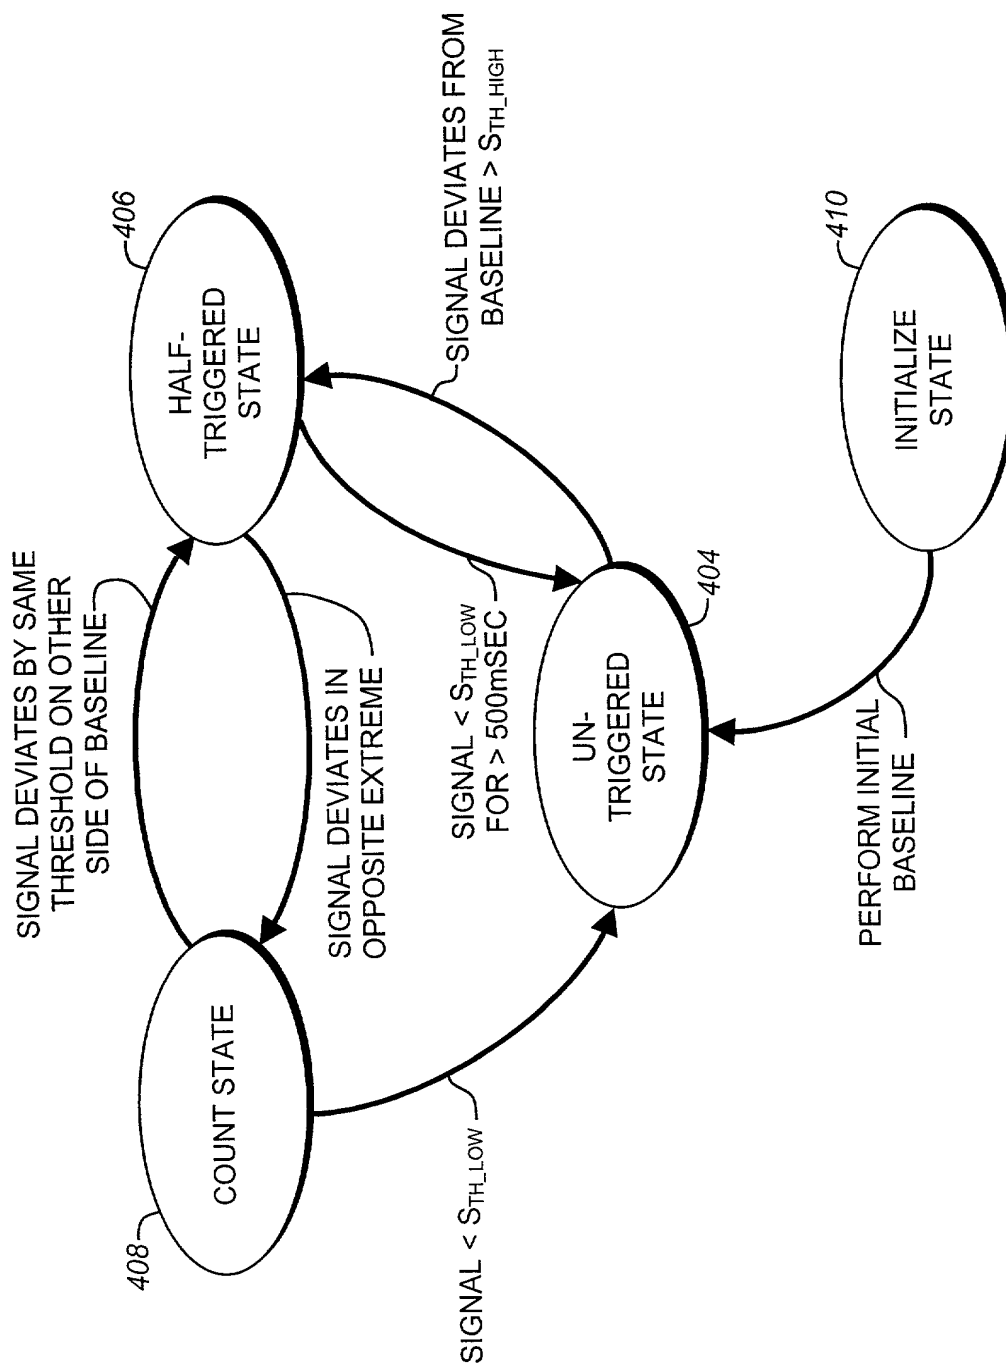 SIGNAL DEVIATES BY SAME
THRESHOLD ON OTHER
SIDE OF BASELINE
408
COUNT STATE
406
HALF-
TRIGGERED
STATE
SIGNAL DEVIATES IN
OPPOSITE EXTREME
SIGNAL DEVIATES FROM
BASELINE > STH_HIGH
SIGNAL < STH_LOW
FOR > 500mSEC
SIGNAL < STH_LOW
UN-
TRIGGERED
STATE
404
410
INITIALIZE
STATE
PERFORM INITIAL
BASELINE